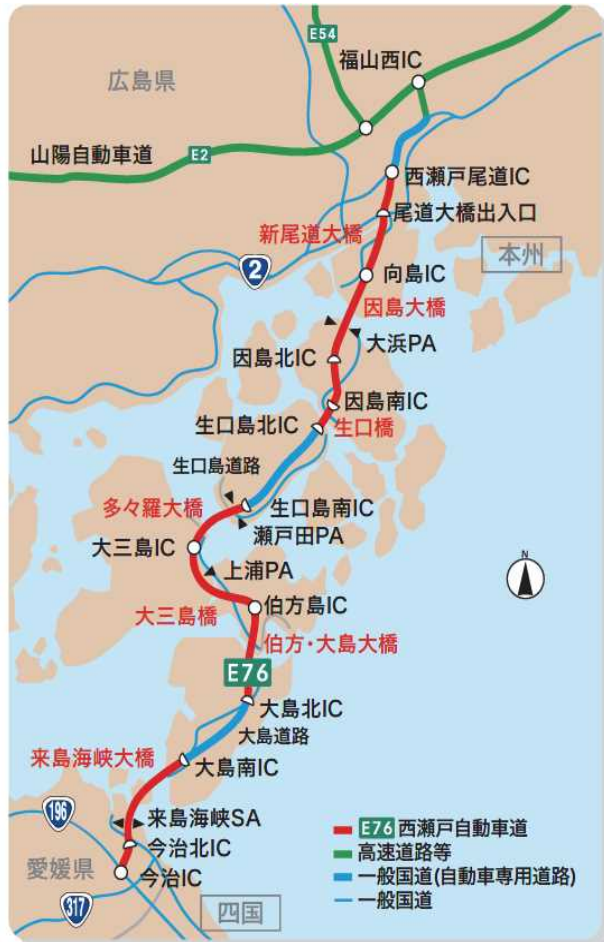 E54
福山西IC
広島県
山陽自動車道
E2
西瀬戸尾道IC
尾道大橋出入口
新尾道大橋
本州
2
向島IC
因島大橋
大浜PA
因島北IC
因島南IC
生口島北IC
生口橋
生口島道路
多々羅大橋
生口島南IC
瀬戸田PA
大三島IC
上浦PA
N
伯方島IC
大三島橋
伯方・大島大橋
E76
大島北IC
大島道路
来島海峡大橋
大島南IC
196
来島海峡SA
今治北IC
愛媛県
今治IC
317
四国
E76 西瀬戸自動車道
高速道路等
一般国道(自動車専用道路)
一般国道